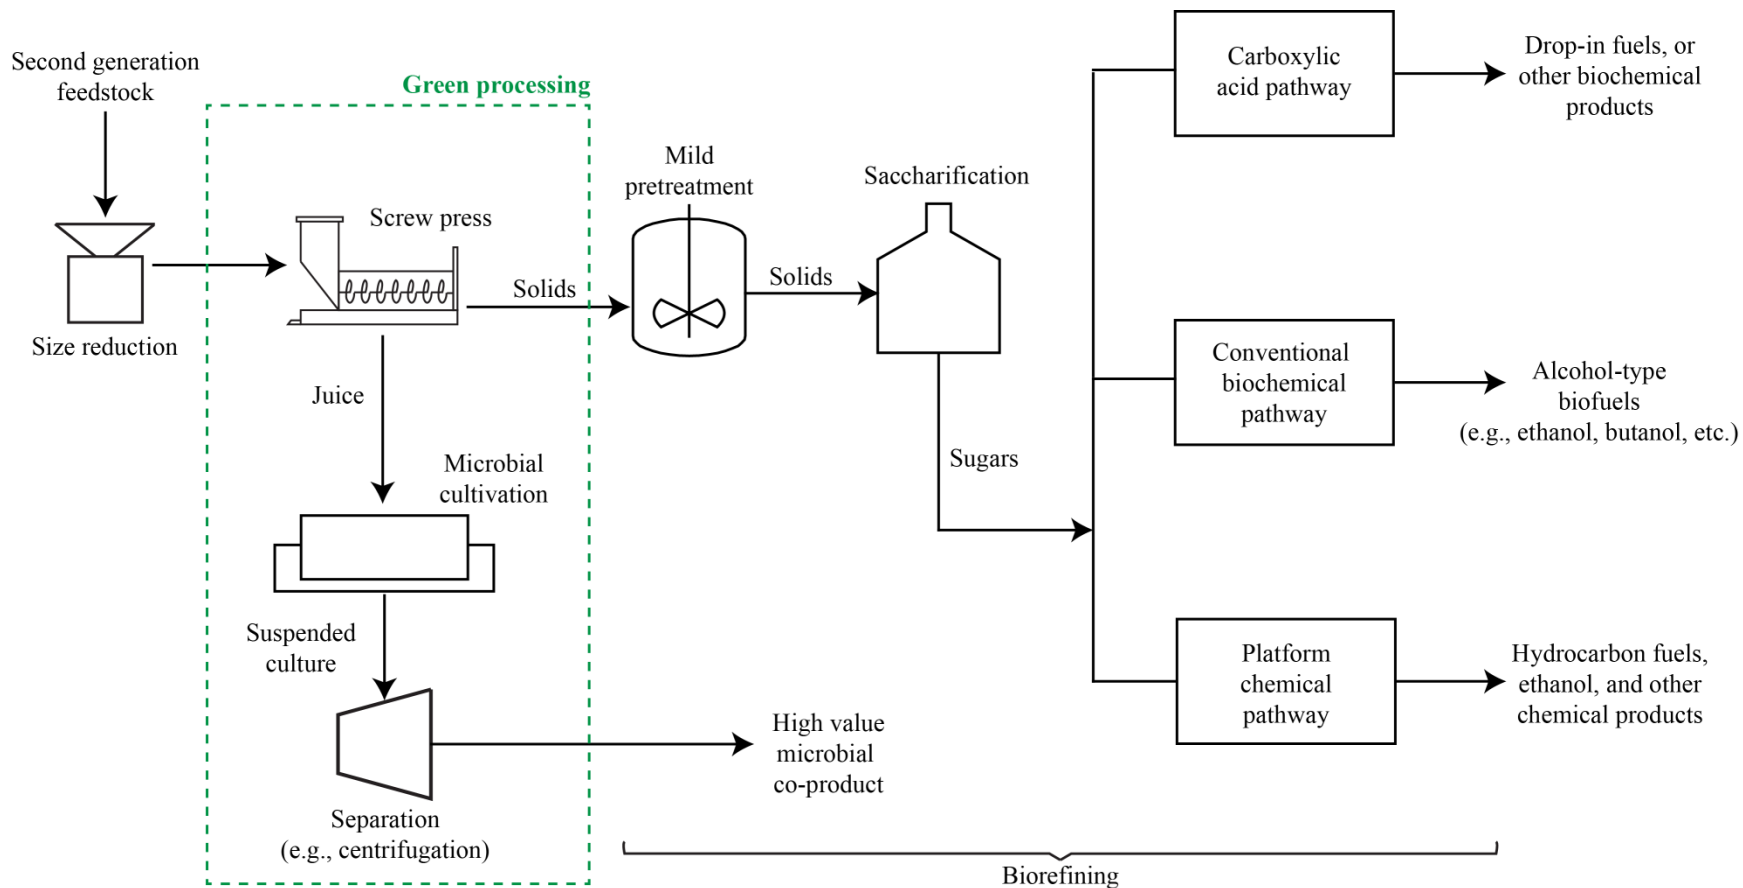 Second generation
feedstock
Size reduction
Green processing
Screw press
Solids
Juice
Microbial
cultivation
Suspended
culture
Separation
(e.g., centrifugation)
High value
microbial
co-product
Mild
pretreatment
Solids
Saccharification
Sugars
Carboxylic
acid pathway
Drop-in fuels, or
other biochemical
products
Conventional
biochemical
pathway
Alcohol-type
biofuels
(e.g., ethanol, butanol, etc.)
Platform
chemical
pathway
Hydrocarbon fuels,
ethanol, and other
chemical products
Biorefining